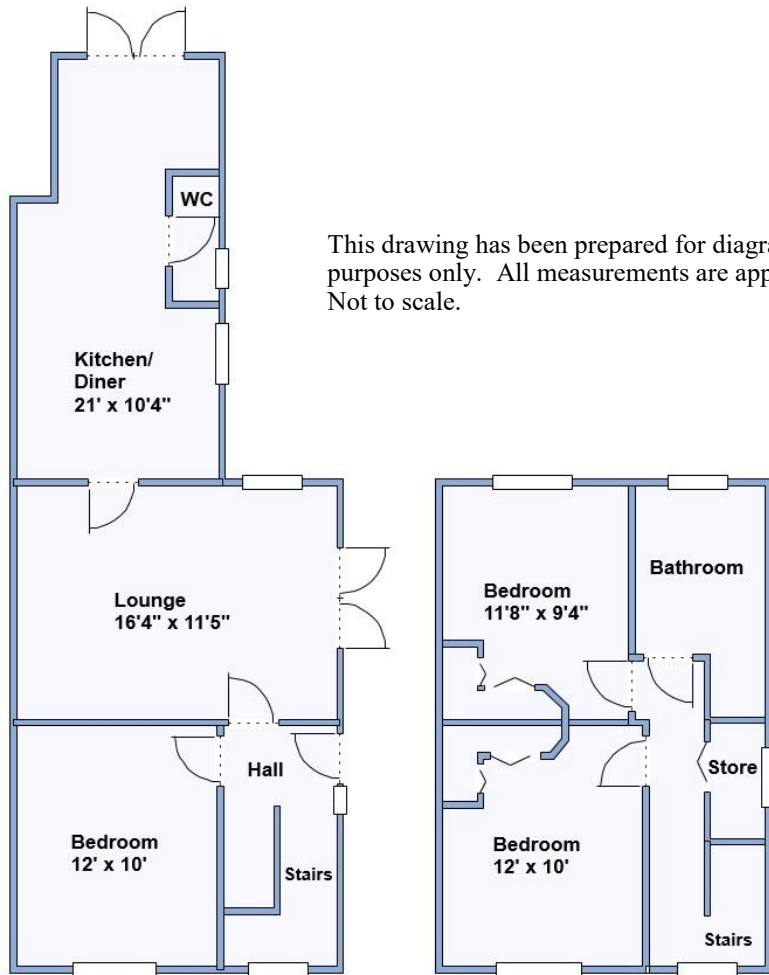 WC
This drawing has been prepared for
purposes only. All measurements are
Not to scale.
Kitchen/
Diner
21' x 10'4"
Lounge
16'4" x 11'5"
Hall
Bedroom
12' x 10'
Stairs
Bedroom
11'8" x 9'4"
Bathroom
Store
Bedroom
12' x 10'
Stairs